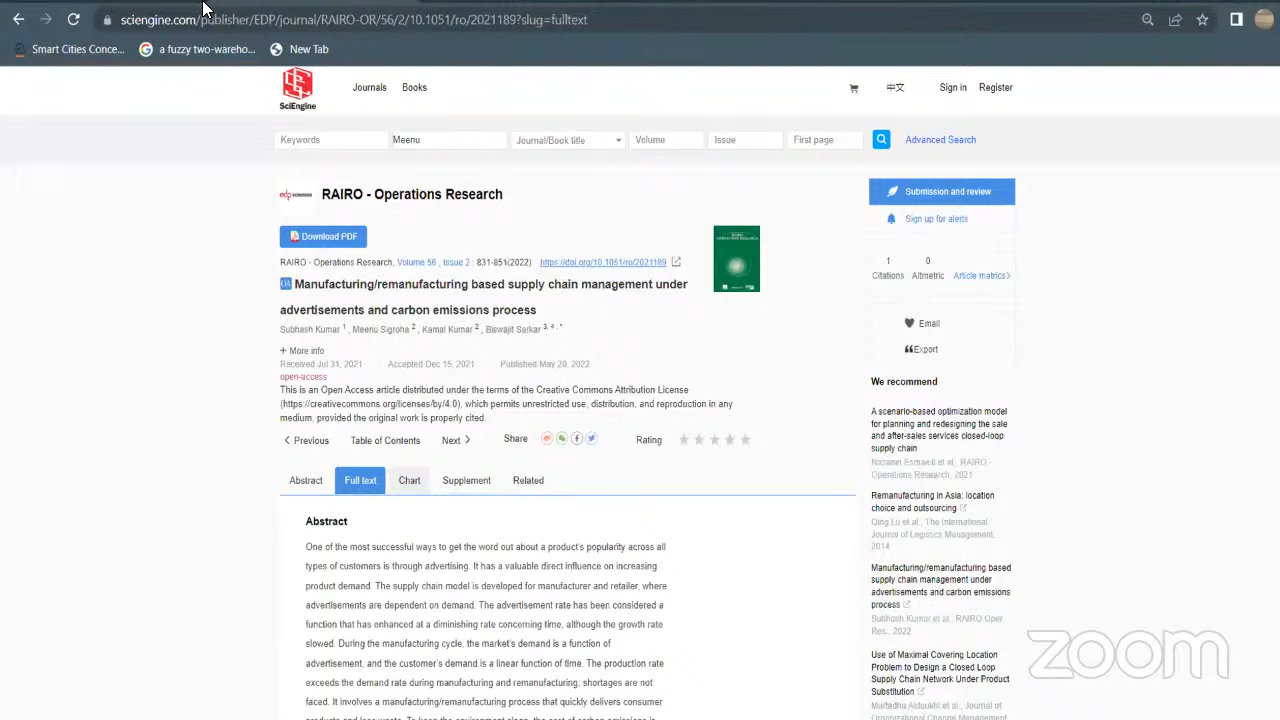 sciengine.com/publisher/EDP/journal/RAIRO-OR/56/2/10.1051/ro/2021189?slug=fulltext
Smart Cities Conce... a fuzzy two-wareho... New Tab
SciEngine
Journals Books 中文 Sign in Register
Keywords Meenu Journal/Book title Volume Issue First page Advanced Search
edp sciences RAIRO - Operations Research
Submission and review
Download PDF
Sign up for alerts
RAIRO - Operations Research, Volume 56 , Issue 2 : 831-851(2022) https://doi.org/10.1051/ro/2021189
OA Manufacturing/remanufacturing based supply chain management under
advertisements and carbon emissions process
Subhash Kumar 1 , Meenu Sigroha 2 , Kamal Kumar 2 , Biswajit Sarkar 3, 4 , *
+ More info
Received Jul 31, 2021 Accepted Dec 15, 2021 Published May 20, 2022
open-access
This is an Open Access article distributed under the terms of the Creative Commons Attribution License
(https://creativecommons.org/licenses/by/4.0), which permits unrestricted use, distribution, and reproduction in any
medium, provided the original work is properly cited.
Previous Table of Contents Next Share Rating
Abstract Full text Chart Supplement Related
Abstract
One of the most successful ways to get the word out about a product's popularity across all
types of customers is through advertising. It has a valuable direct influence on increasing
product demand. The supply chain model is developed for manufacturer and retailer, where
advertisements are dependent on demand. The advertisement rate has been considered a
function that has enhanced at a diminishing rate concerning time, although the growth rate
slowed. During the manufacturing cycle, the market's demand is a function of
advertisement, and the customer's demand is a linear function of time. The production rate
exceeds the demand rate during manufacturing and remanufacturing; shortages are not
faced. It involves a manufacturing/remanufacturing process that quickly delivers consumer
1 0
Citations Altmetric Article metrics
Email
Export
We recommend
A scenario-based optimization model
for planning and redesigning the sale
and after-sales services closed-loop
supply chain
Nazanin Esmaeili et al., RAIRO -
Operations Research, 2021
Remanufacturing in Asia: location
choice and outsourcing
Qing Lu et al., The International
Journal of Logistics Management,
2014
Manufacturing/remanufacturing based
supply chain management under
advertisements and carbon emissions
process
Subhash Kumar et al., RAIRO Oper
Res., 2022
Use of Maximal Covering Location
Problem to Design a Closed Loop
Supply Chain Network Under Product
Substitution
Murtadha Aldoukhi et al., Journal of
zoom